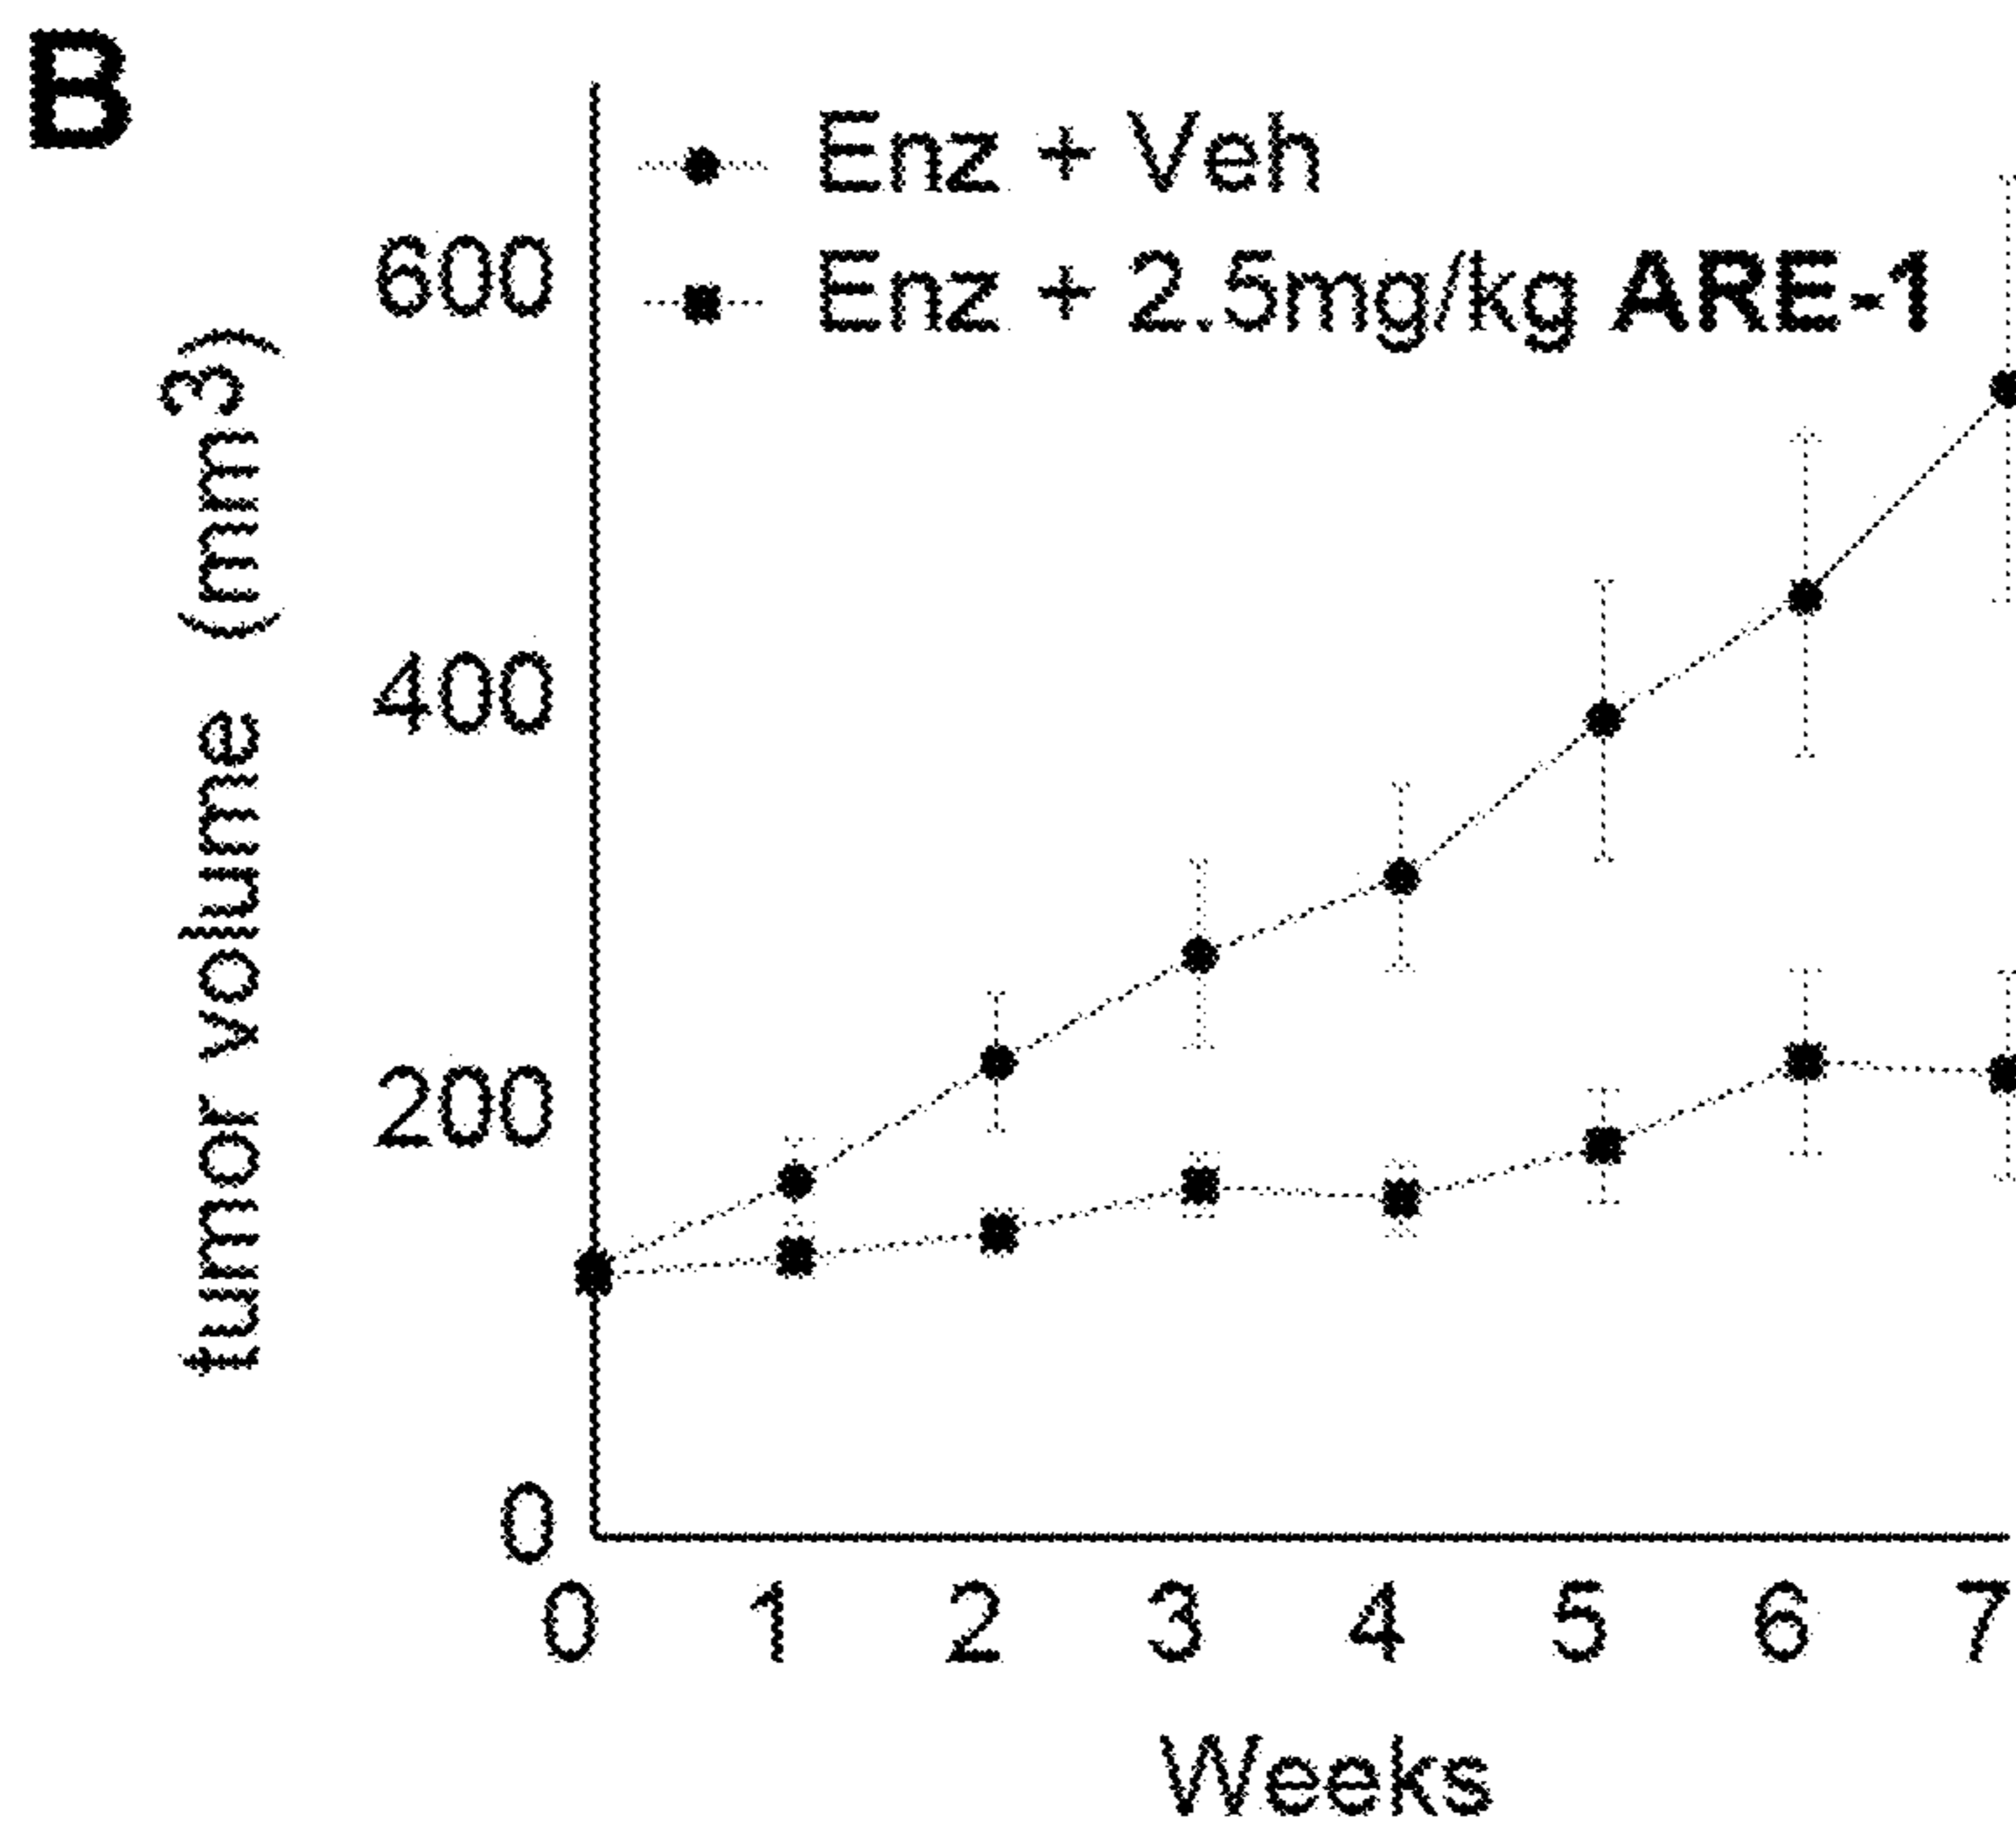 B
Enz + Veh
Enz + 2.5mg/kg ARE-1
tumor volume (mm3)
600
400
200
0
0 1 2 3 4 5 6 7
Weeks